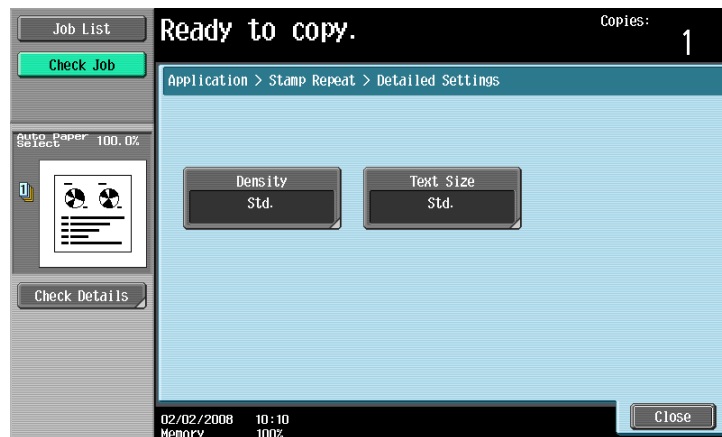 Job List
Ready to copy.
Copies:
1
Check Job
Application > Stamp Repeat > Detailed Settings
Auto Paper Select 100.0%
1
Density
Std.
Text Size
Std.
Check Details
02/02/2008 10:10
Memory 100%
Close